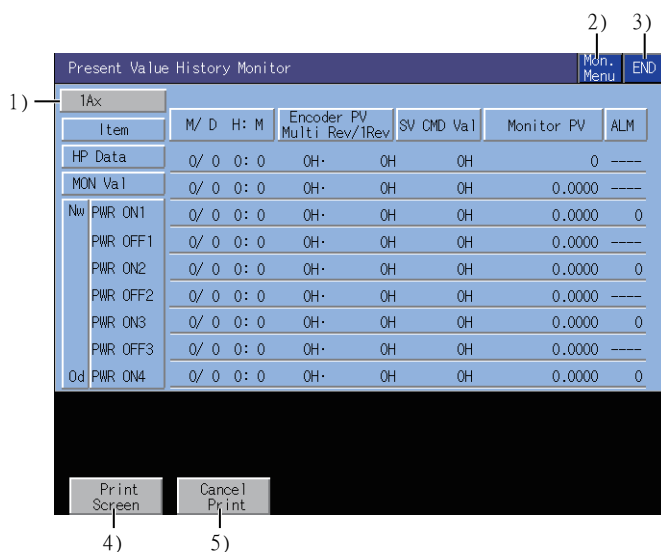 2) 3)
Present Value History Monitor Mon. Menu END
1) 1Ax
Item M/ D H: M Encoder PV Multi Rev/1Rev SV CMD Val Monitor PV ALM
HP Data 0/ 0 0: 0 0H· 0H 0H 0 ----
MON Val 0/ 0 0: 0 0H· 0H 0H 0.0000 ----
Nw PWR ON1 0/ 0 0: 0 0H· 0H 0H 0.0000 0
PWR OFF1 0/ 0 0: 0 0H· 0H 0H 0.0000 ----
PWR ON2 0/ 0 0: 0 0H· 0H 0H 0.0000 0
PWR OFF2 0/ 0 0: 0 0H· 0H 0H 0.0000 ----
PWR ON3 0/ 0 0: 0 0H· 0H 0H 0.0000 0
PWR OFF3 0/ 0 0: 0 0H· 0H 0H 0.0000 ----
Od PWR ON4 0/ 0 0: 0 0H· 0H 0H 0.0000 0
Print Screen Cancel Print
4) 5)